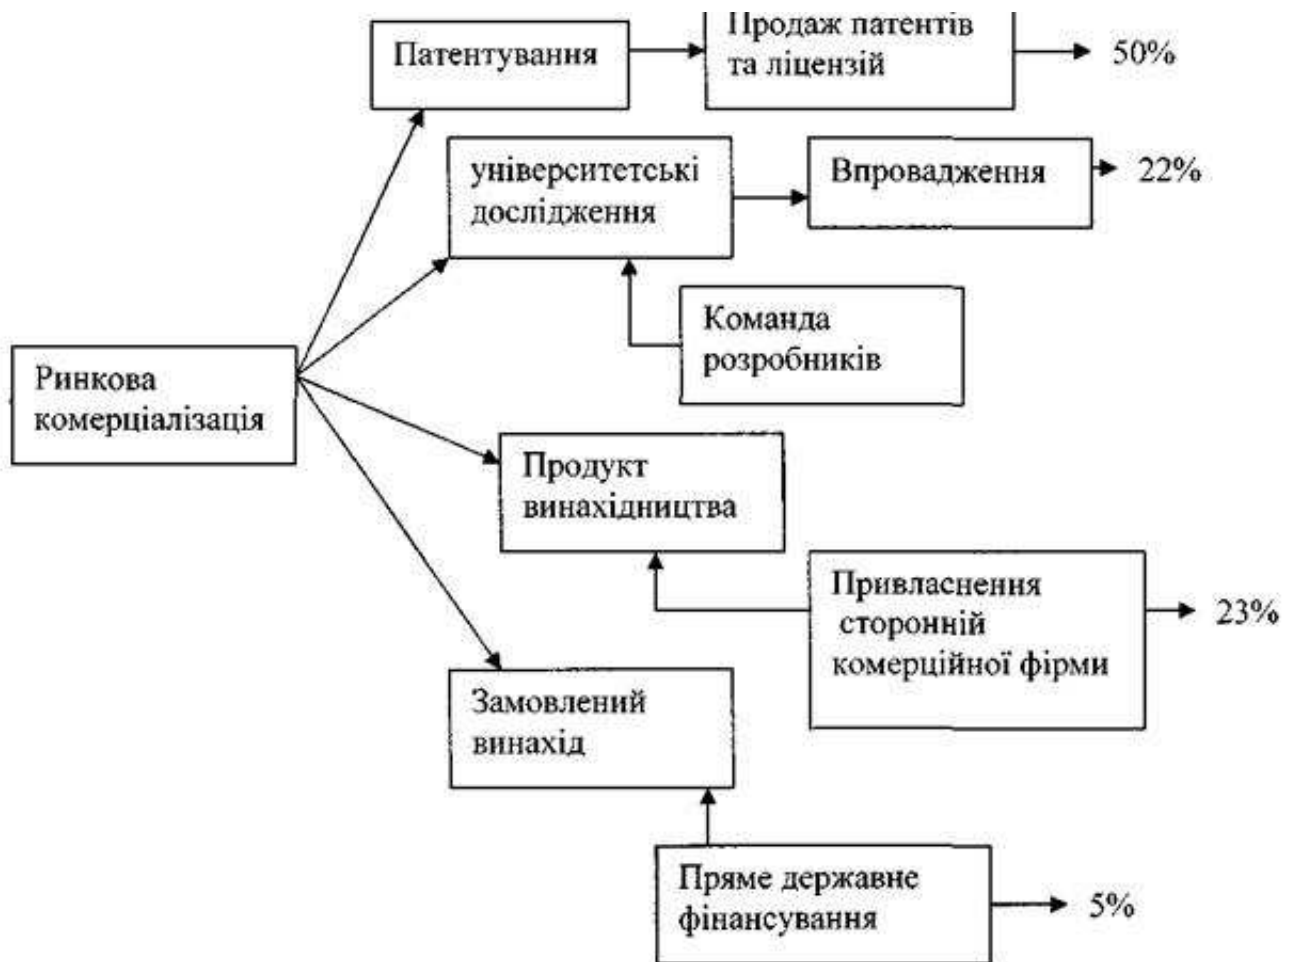 Патентування
Продаж патентів
та ліцензій
50%
університетські
дослідження
Впровадження
22%
Команда
розробників
Ринкова
комерціалізація
Продукт
винахідництва
Привласнення
сторонній
комерційної фірми
23%
Замовлений
винахід
Пряме державне
фінансування
5%